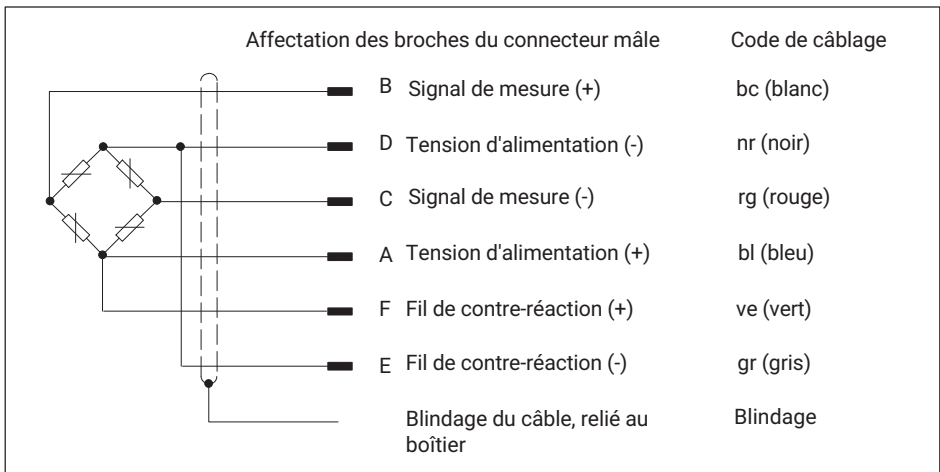 Affectation des broches du connecteur mâle Code de câblage
B Signal de mesure (+) bc (blanc)
D Tension d'alimentation (-) nr (noir)
C Signal de mesure (-) rg (rouge)
A Tension d'alimentation (+) bl (bleu)
F Fil de contre-réaction (+) ve (vert)
E Fil de contre-réaction (-) gr (gris)
Blindage du câble, relié au Blindage
boîtier